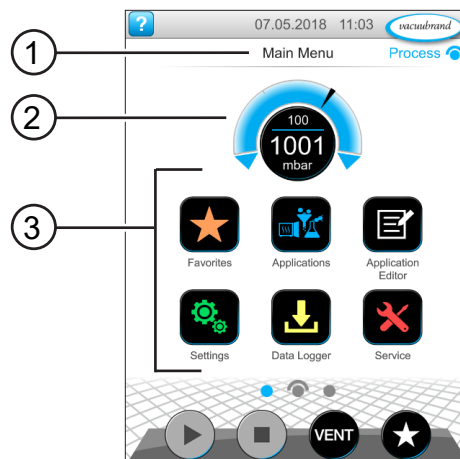 ? 07.05.2018 11:03 vacuubrand
1 Main Menu Process
2
100
1001
mbar
3
Favorites Applications Application
Editor
Settings Data Logger Service
VENT